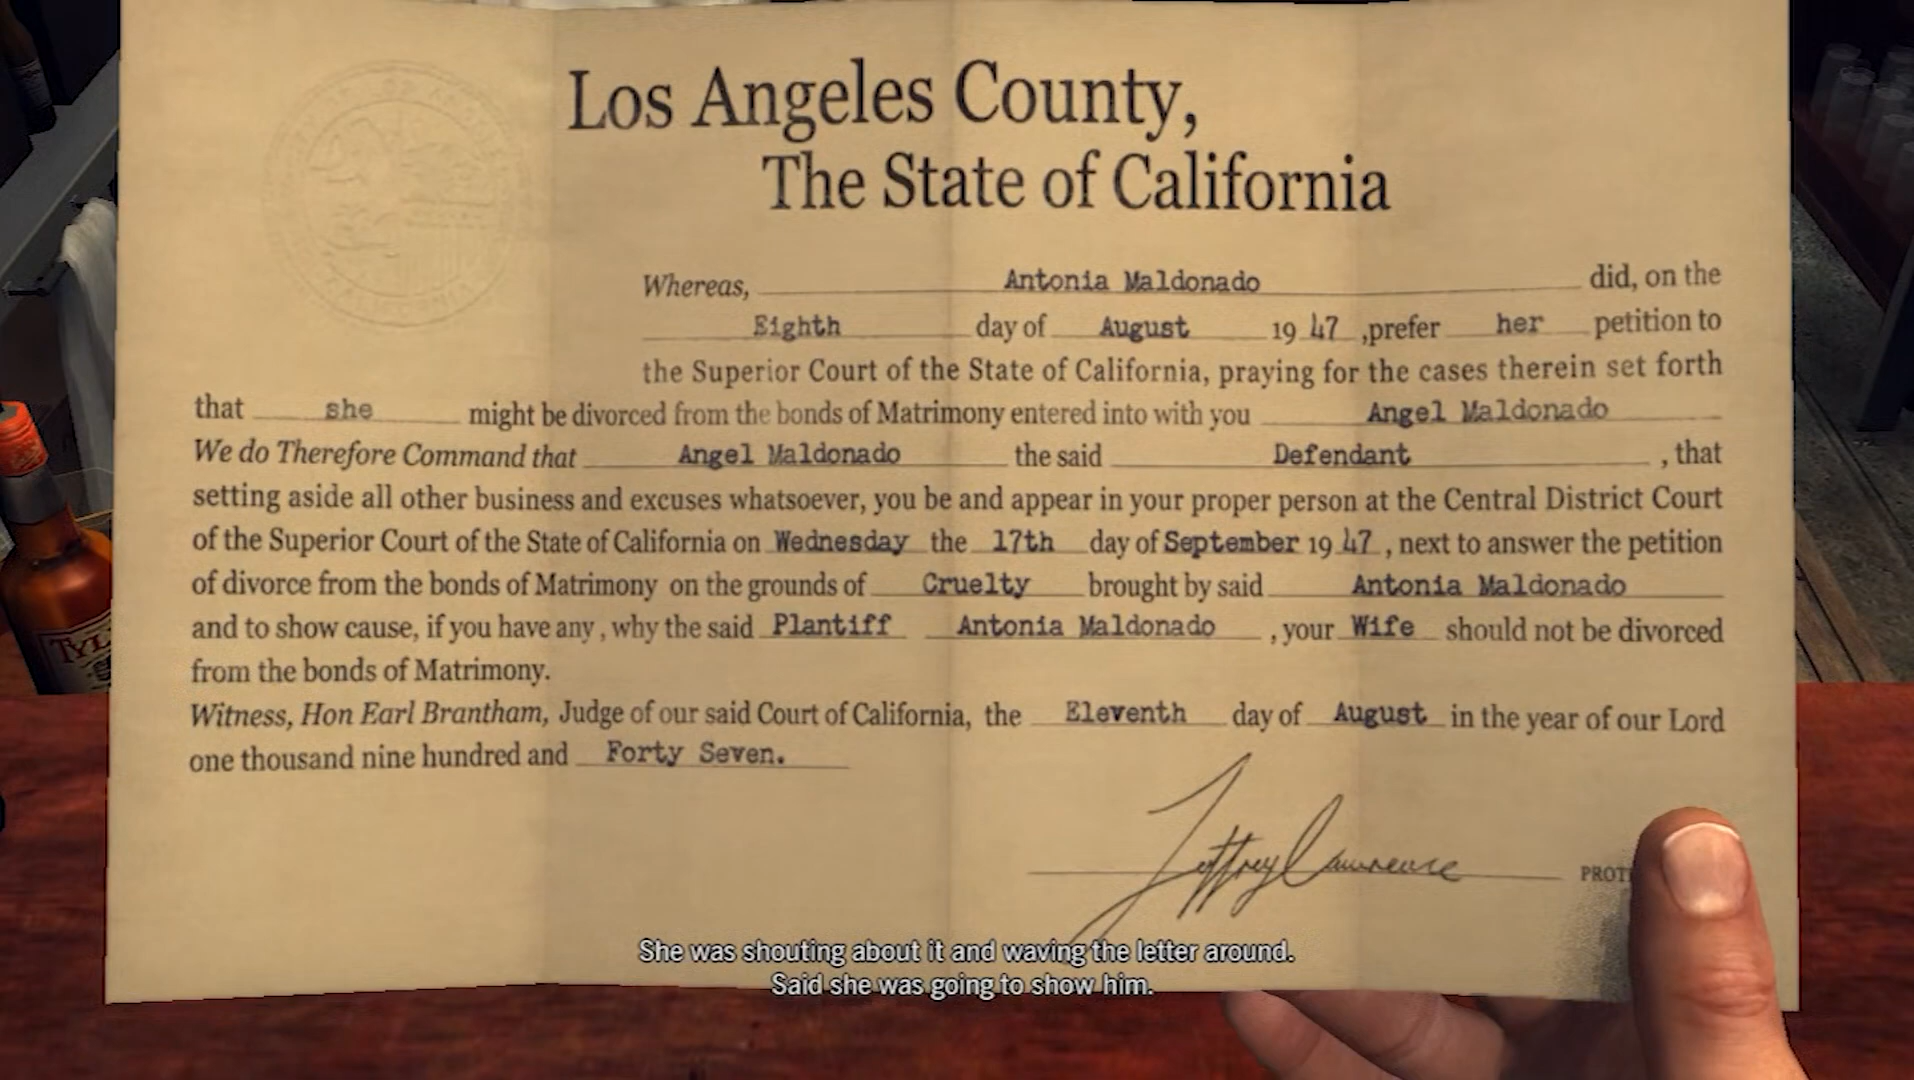 Los Angeles County,
The State of California
Whereas, Antonia Maldonado did, on the
Eighth day of August 19 47 ,prefer her petition to
the Superior Court of the State of California, praying for the cases therein set forth
that she might be divorced from the bonds of Matrimony entered into with you Angel Maldonado
We do Therefore Command that Angel Maldonado the said Defendant , that
setting aside all other business and excuses whatsoever, you be and appear in your proper person at the Central District Court
of the Superior Court of the State of California on Wednesday the 17th day of September 19 47 , next to answer the petition
of divorce from the bonds of Matrimony on the grounds of Cruelty brought by said Antonia Maldonado
and to show cause, if you have any , why the said Plantiff Antonia Maldonado , your Wife should not be divorced
from the bonds of Matrimony.
Witness, Hon Earl Brantham, Judge of our said Court of California, the Eleventh day of August in the year of our Lord
one thousand nine hundred and Forty Seven.
Jeffrey Lawrence
She was shouting about it and waving the letter around.
Said she was going to show him.